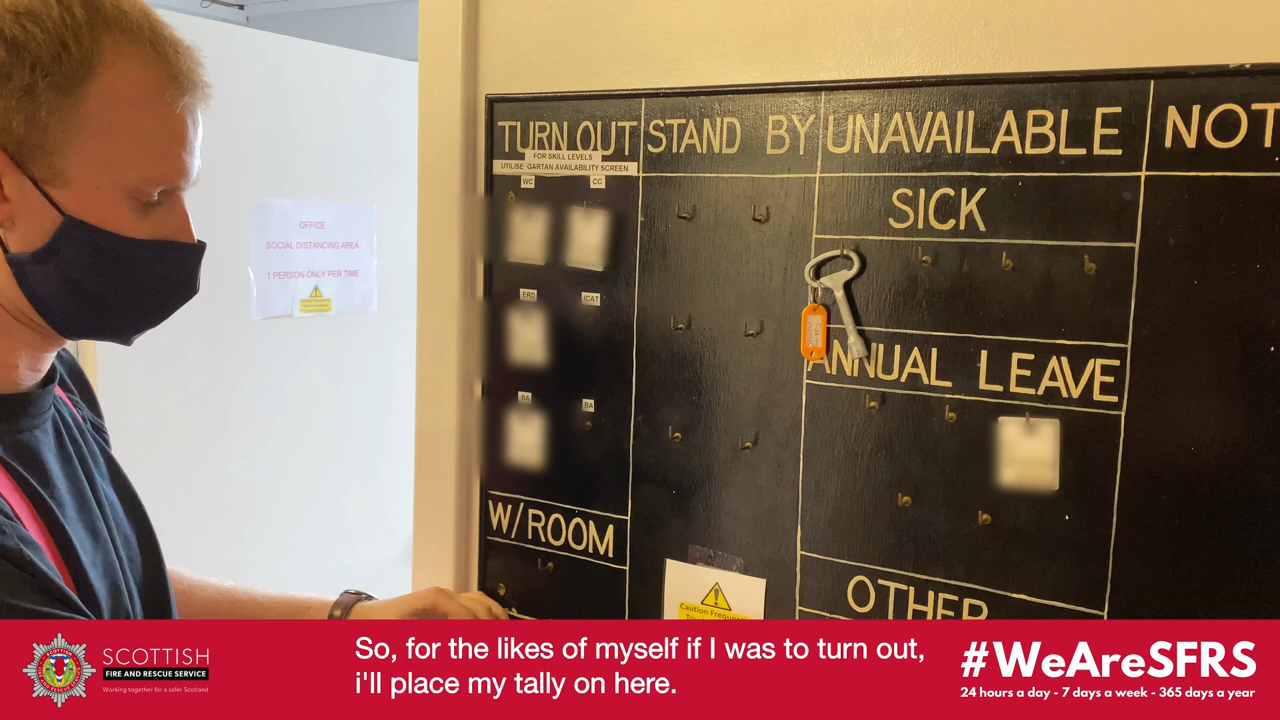 TURN OUT
STAND BY
UNAVAILABLE
NOT
FOR SKILL LEVELS
UTILISE GARTAN AVAILABILITY SCREEN
WC
CC
SICK
OFFICE
SOCIAL DISTANCING AREA
1 PERSON ONLY PER TIME
ERD
ICAT
ANNUAL LEAVE
BA
BA
W/ROOM
OTHER
Caution Frequent
SCOTTISH
FIRE AND RESCUE SERVICE
Working together for a safer Scotland
So, for the likes of myself if I was to turn out,
i'll place my tally on here.
#WeAreSFRS
24 hours a day - 7 days a week - 365 days a year